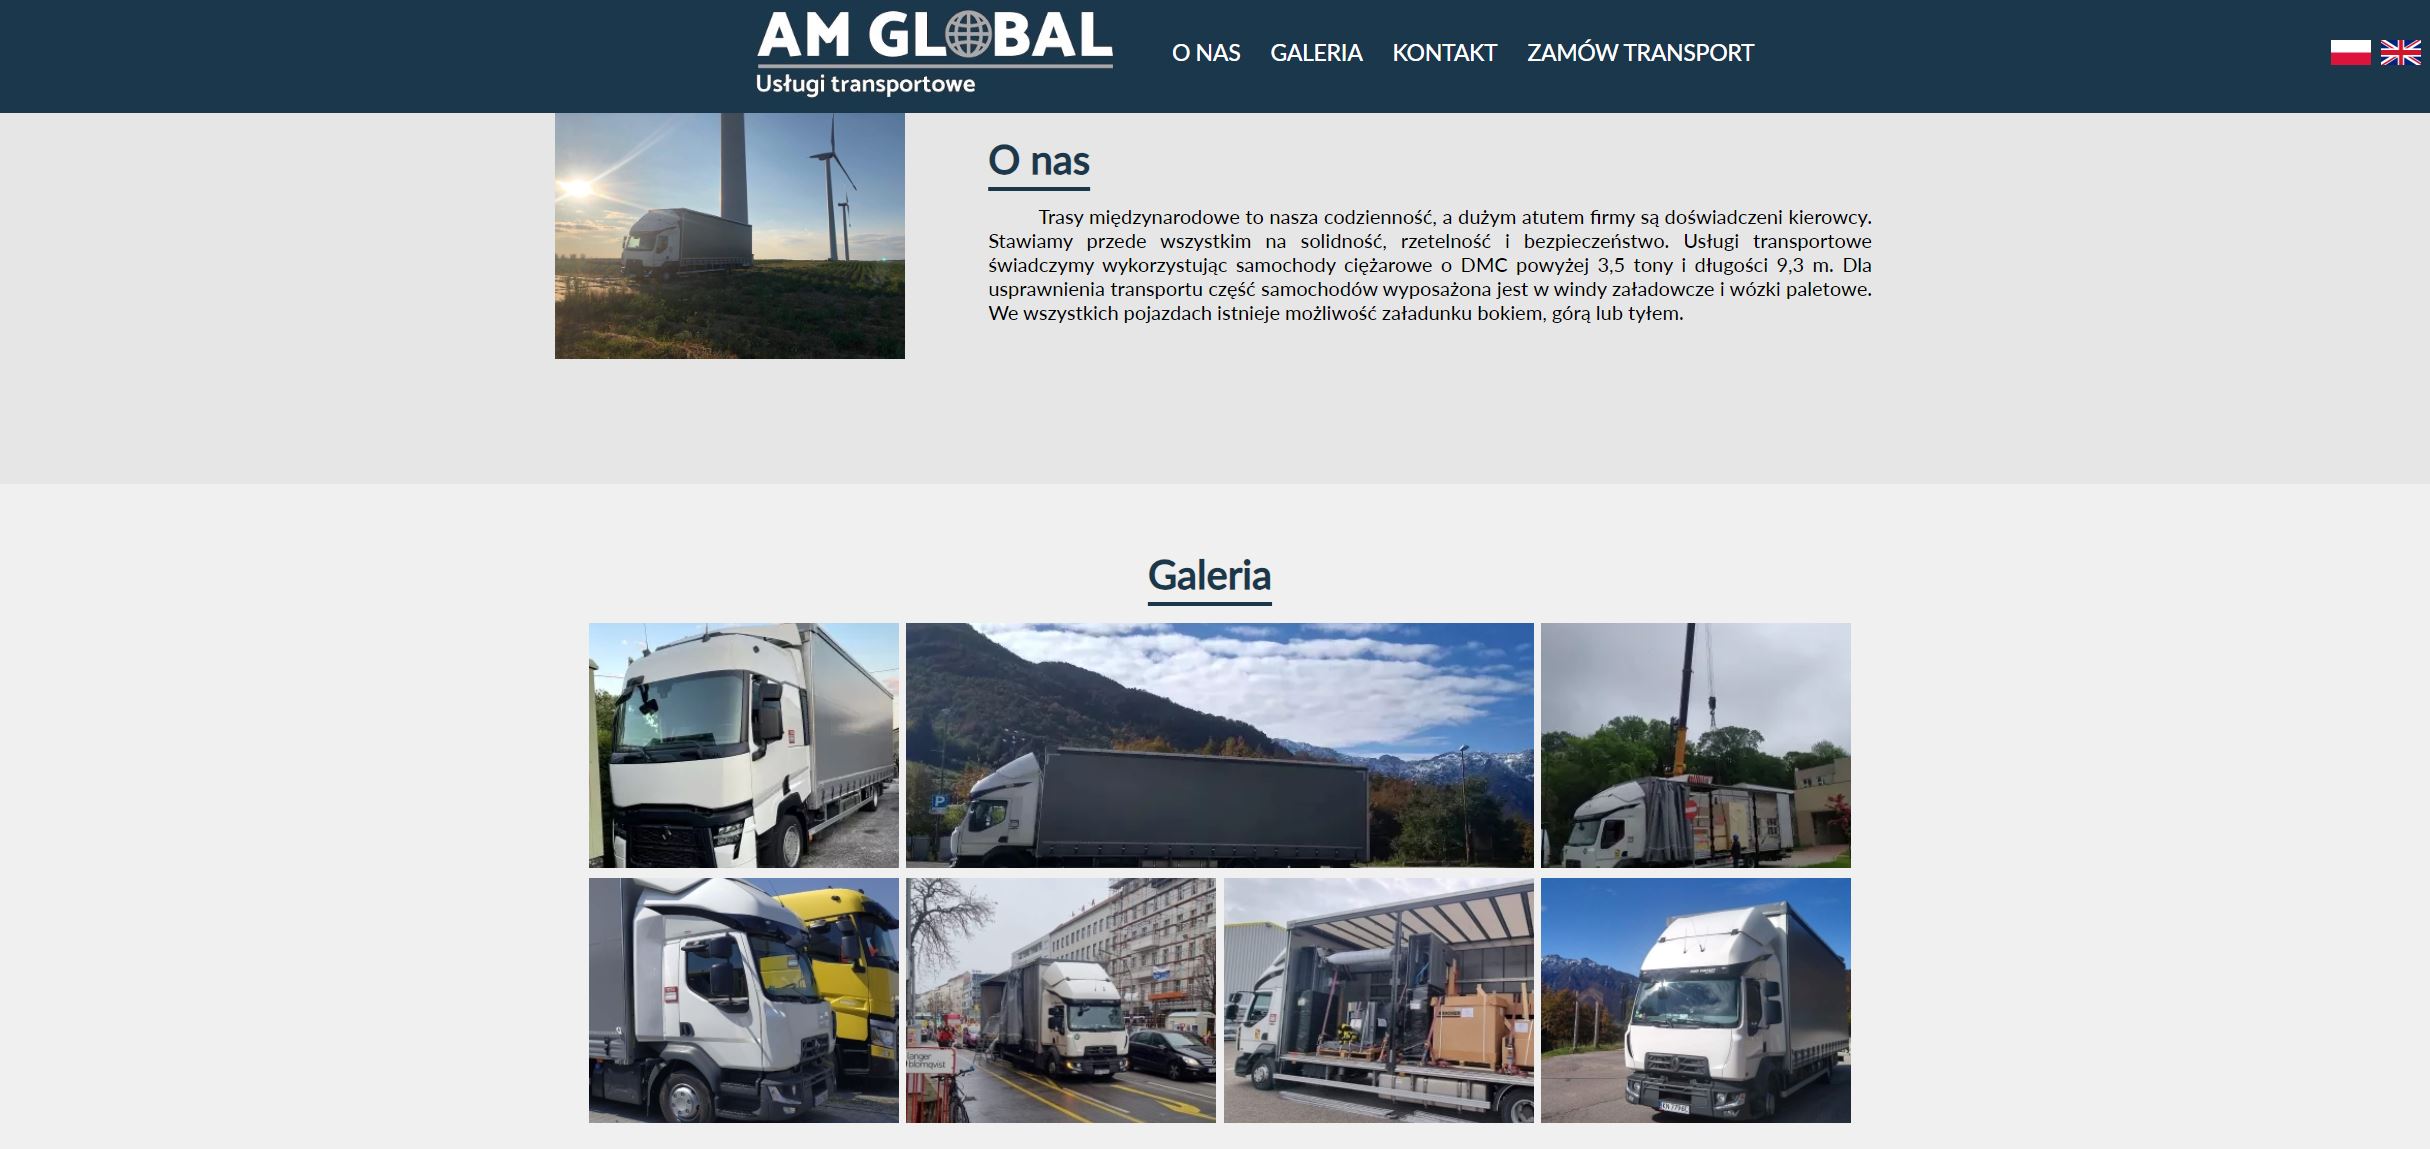 AM GLOBAL
Usługi transportowe
O NAS GALERIA KONTAKT ZAMÓW TRANSPORT
O nas
Trasy międzynarodowe to nasza codzienność, a dużym atutem firmy są doświadczeni kierowcy.
Stawiamy przede wszystkim na solidność, rzetelność i bezpieczeństwo. Usługi transportowe
świadczymy wykorzystując samochody ciężarowe o DMC powyżej 3,5 tony i długości 9,3 m. Dla
usprawnienia transportu część samochodów wyposażona jest w windy załadowcze i wózki paletowe.
We wszystkich pojazdach istnieje możliwość załadunku bokiem, górą lub tyłem.
Galeria
P
langer
blomqvist